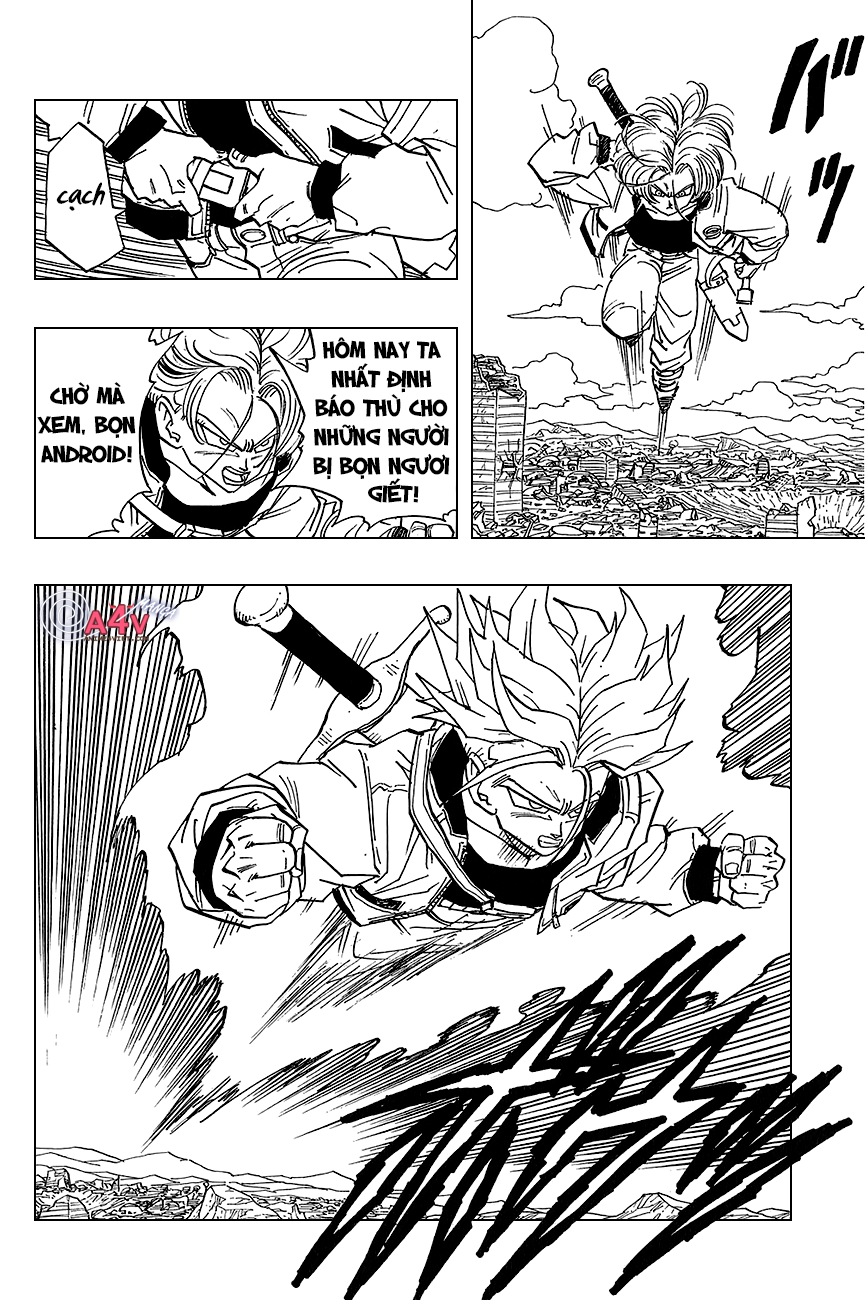 バッ
cạch
HÔM NAY TA
NHẤT ĐỊNH
BÁO THÙ CHO
NHỮNG NGƯỜI
BỊ BỌN NGƯƠI
GIẾT!
CHỜ MÀ
XEM, BỌN
ANDROID!
A4V
MANGA